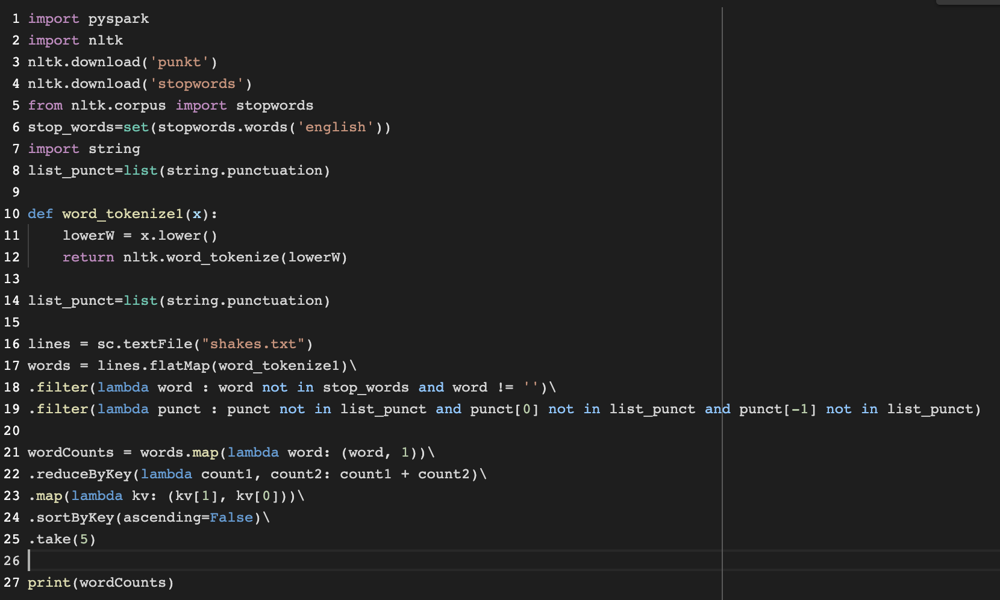 1 import pyspark
2 import nltk
3 nltk.download('punkt')
4 nltk.download('stopwords')
5 from nltk.corpus import stopwords
6 stop_words=set(stopwords.words('english'))
7 import string
8 list_punct=list(string.punctuation)
9
10 def word_tokenize1(x):
11     lowerW = x.lower()
12     return nltk.word_tokenize(lowerW)
13
14 list_punct=list(string.punctuation)
15
16 lines = sc.textFile("shakes.txt")
17 words = lines.flatMap(word_tokenize1)\
18 .filter(lambda word : word not in stop_words and word != '')\
19 .filter(lambda punct : punct not in list_punct and punct[0] not in list_punct and punct[-1] not in list_punct)
20
21 wordCounts = words.map(lambda word: (word, 1))\
22 .reduceByKey(lambda count1, count2: count1 + count2)\
23 .map(lambda kv: (kv[1], kv[0]))\
24 .sortByKey(ascending=False)\
25 .take(5)
26
27 print(wordCounts)